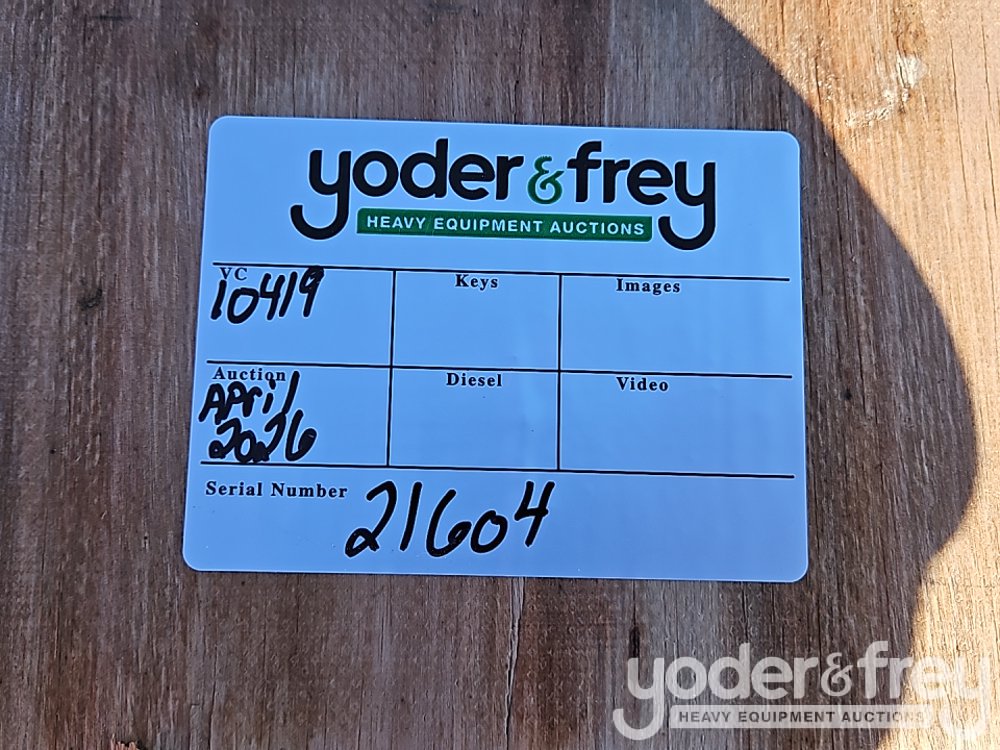 yoder & frey
HEAVY EQUIPMENT AUCTIONS
VC
10419
Keys
Images
Auction
APril
2026
Diesel
Video
Serial Number 21604
yoder & frey
HEAVY EQUIPMENT AUCTIONS